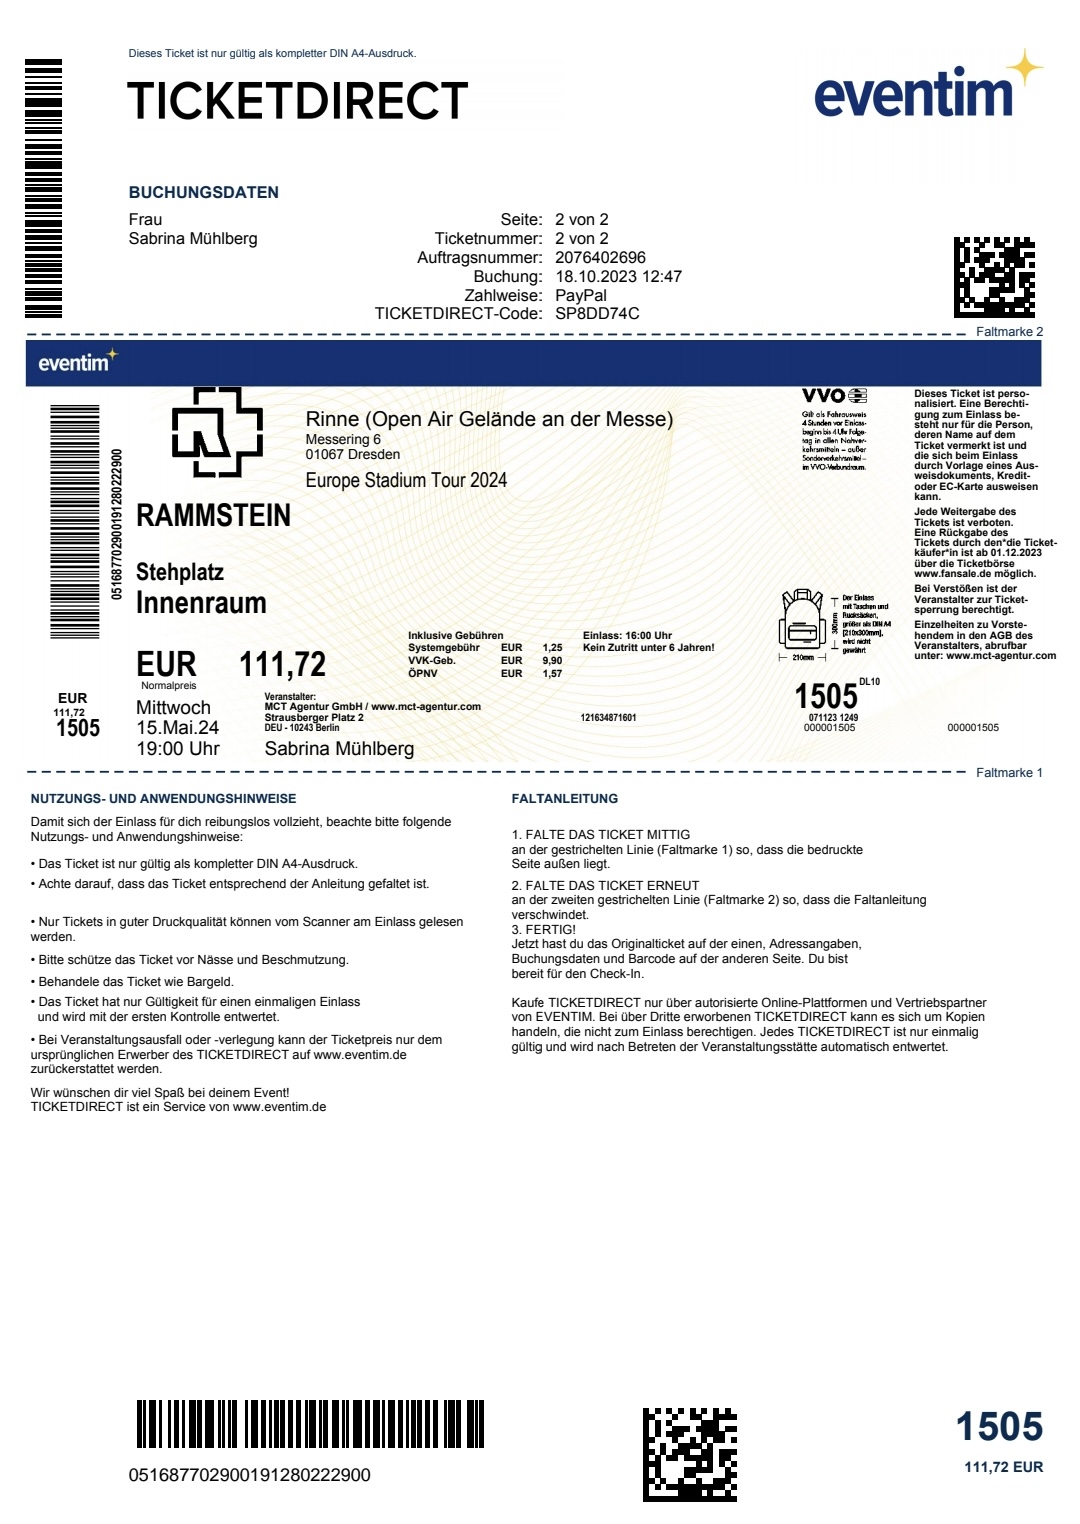 Dieses Ticket ist nur gültig als kompletter DIN A4-Ausdruck.
TICKETDIRECT
eventim
BUCHUNGSDATEN
Frau
Sabrina Mühlberg
Seite: 2 von 2
Ticketnummer: 2 von 2
Auftragsnummer: 2076402696
Buchung: 18.10.2023 12:47
Zahlweise: PayPal
TICKETDIRECT-Code: SP8DD74C
Faltmarke 2
eventim
051687702900191280222900
EUR
111,72
1505
Rinne (Open Air Gelände an der Messe)
Messering 6
01067 Dresden
Europe Stadium Tour 2024
RAMMSTEIN
Stehplatz
Innenraum
EUR 111,72
Normalpreis
Mittwoch
15.Mai.24
19:00 Uhr
Inklusive Gebühren
Systemgebühr EUR 1,25
VVK-Geb. EUR 9,90
ÖPNV EUR 1,57
Einlass: 16:00 Uhr
Kein Zutritt unter 6 Jahren!
Veranstalter:
MCT Agentur GmbH / www.mct-agentur.com
Strausberger Platz 2
DEU - 10243 Berlin
Sabrina Mühlberg
121634871601
VVO
Gilt als Fahrausweis
4 Stunden vor Einlass-
beginn bis 4 Uhr Folge-
tag in allen Nahver-
kehrsmitteln – außer
Sonderverkehrsmittel –
im VVO-Verbundraum.
Der Einlass
mit Taschen und
Rucksäcken,
größer als DIN A4
(210x300mm),
wird nicht
gewährt
300mm
210mm
1505 DL10
071123 1249
000001505
000001505
Dieses Ticket ist perso-
nalisiert. Eine Berechti-
gung zum Einlass be-
steht nur für die Person,
deren Name auf dem
Ticket vermerkt ist und
die sich beim Einlass
durch Vorlage eines Aus-
weisdokuments, Kredit-
oder EC-Karte ausweisen
kann.
Jede Weitergabe des
Tickets ist verboten.
Eine Rückgabe des
Tickets durch den*die Ticket-
käufer*in ist ab 01.12.2023
über die Ticketbörse
www.fansale.de möglich.
Bei Verstößen ist der
Veranstalter zur Ticket-
sperrung berechtigt.
Einzelheiten zu Vorste-
hendem in den AGB des
Veranstalters, abrufbar
unter: www.mct-agentur.com
Faltmarke 1
NUTZUNGS- UND ANWENDUNGSHINWEISE
Damit sich der Einlass für dich reibungslos vollzieht, beachte bitte folgende
Nutzungs- und Anwendungshinweise:
• Das Ticket ist nur gültig als kompletter DIN A4-Ausdruck.
• Achte darauf, dass das Ticket entsprechend der Anleitung gefaltet ist.
• Nur Tickets in guter Druckqualität können vom Scanner am Einlass gelesen
werden.
• Bitte schütze das Ticket vor Nässe und Beschmutzung.
• Behandele das Ticket wie Bargeld.
• Das Ticket hat nur Gültigkeit für einen einmaligen Einlass
und wird mit der ersten Kontrolle entwertet.
• Bei Veranstaltungsausfall oder -verlegung kann der Ticketpreis nur dem
ursprünglichen Erwerber des TICKETDIRECT auf www.eventim.de
zurückerstattet werden.
Wir wünschen dir viel Spaß bei deinem Event!
TICKETDIRECT ist ein Service von www.eventim.de
FALTANLEITUNG
1. FALTE DAS TICKET MITTIG
an der gestrichelten Linie (Faltmarke 1) so, dass die bedruckte
Seite außen liegt.
2. FALTE DAS TICKET ERNEUT
an der zweiten gestrichelten Linie (Faltmarke 2) so, dass die Faltanleitung
verschwindet.
3. FERTIG!
Jetzt hast du das Originalticket auf der einen, Adressangaben,
Buchungsdaten und Barcode auf der anderen Seite. Du bist
bereit für den Check-In.
Kaufe TICKETDIRECT nur über autorisierte Online-Plattformen und Vertriebspartner
von EVENTIM. Bei über Dritte erworbenen TICKETDIRECT kann es sich um Kopien
handeln, die nicht zum Einlass berechtigen. Jedes TICKETDIRECT ist nur einmalig
gültig und wird nach Betreten der Veranstaltungsstätte automatisch entwertet.
051687702900191280222900
1505
111,72 EUR